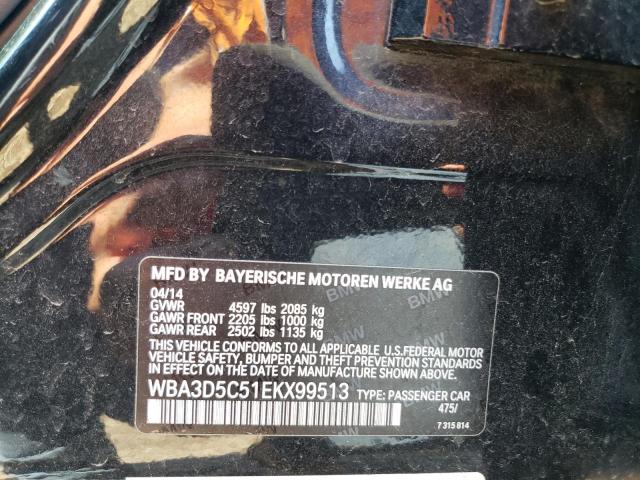 MFD BY BAYERISCHE MOTOREN WERKE AG
04/14
GVWR 4597 lbs 2085 kg
GAWR FRONT 2205 lbs 1000 kg
GAWR REAR 2502 lbs 1135 kg
THIS VEHICLE CONFORMS TO ALL APPLICABLE U.S.FEDERAL MOTOR
VEHICLE SAFETY, BUMPER AND THEFT PREVENTION STANDARDS
IN EFFECT ON THE DATE OF MANUFACTURE SHOWN ABOVE.
WBA3D5C51EKX99513 TYPE: PASSENGER CAR
475/
7 315 814